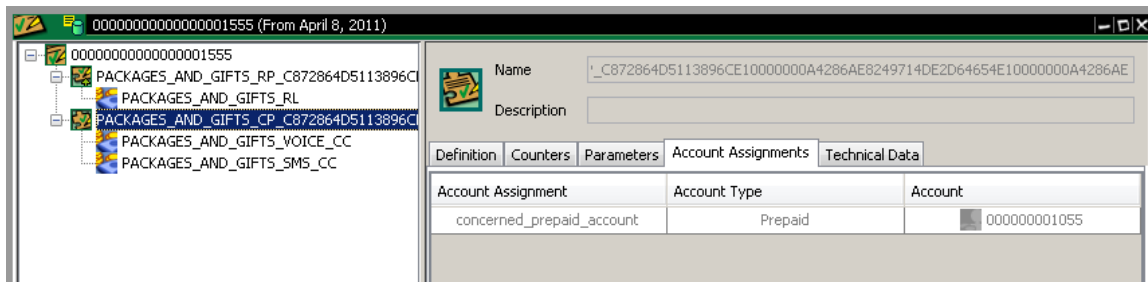 00000000000000001555 (From April 8, 2011)
00000000000000001555
PACKAGES_AND_GIFTS_RP_C872864D5113896CI
PACKAGES_AND_GIFTS_RL
PACKAGES_AND_GIFTS_CP_C872864D5113896CI
PACKAGES_AND_GIFTS_VOICE_CC
PACKAGES_AND_GIFTS_SMS_CC
Name
'_C872864D5113896CE10000000A4286AE8249714DE2D64654E10000000A4286AE
Description
Definition Counters Parameters Account Assignments Technical Data
Account Assignment Account Type Account
concerned_prepaid_account Prepaid 000000001055